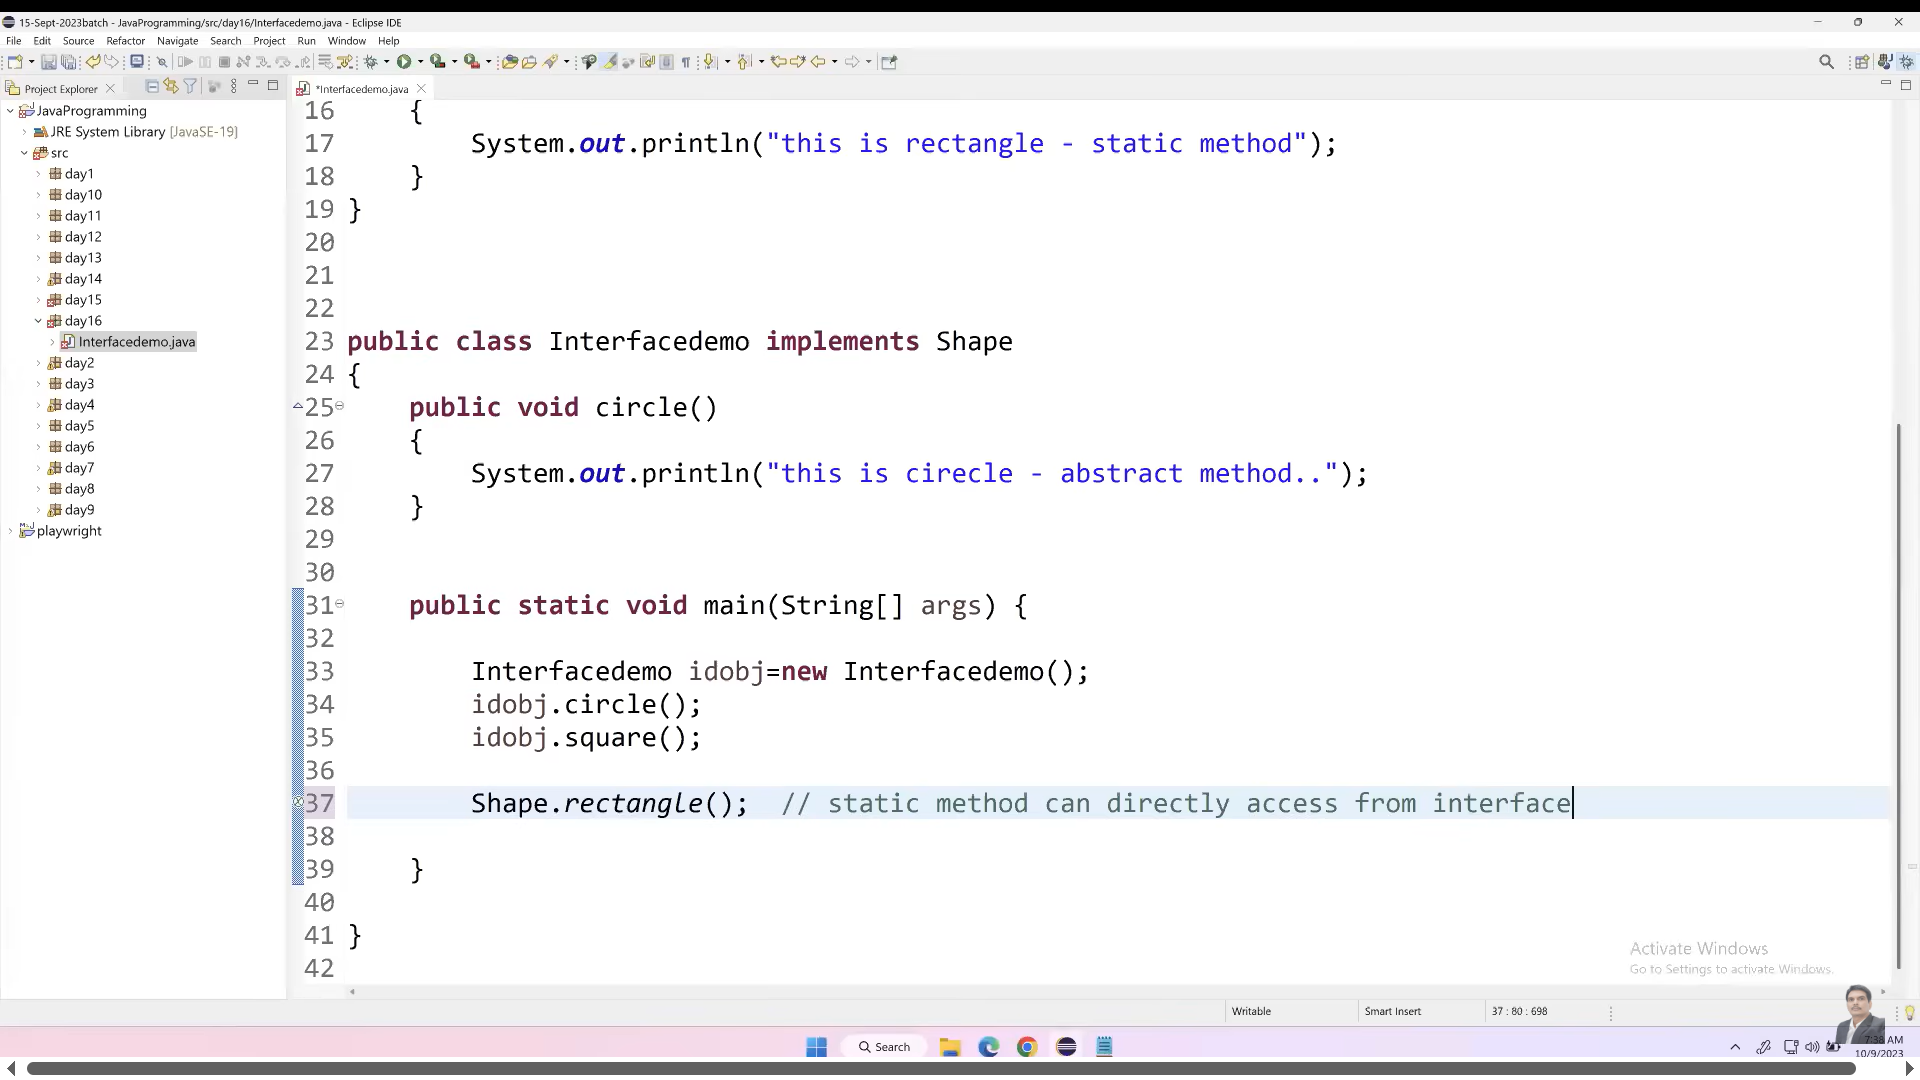 15-Sept-2023batch - JavaProgramming/src/day16/Interfacedemo.java - Eclipse IDE
File Edit Source Refactor Navigate Search Project Run Window Help
Project Explorer
*Interfacedemo.java
JavaProgramming
JRE System Library [JavaSE-19]
src
day1
day10
day11
day12
day13
day14
day15
day16
Interfacedemo.java
day2
day3
day4
day5
day6
day7
day8
day9
playwright
16 {
17 System.out.println("this is rectangle - static method");
18 }
19 }
20
21
22
23 public class Interfacedemo implements Shape
24 {
25 public void circle()
26 {
27 System.out.println("this is cirecle - abstract method..");
28 }
29
30
31 public static void main(String[] args) {
32
33 Interfacedemo idobj=new Interfacedemo();
34 idobj.circle();
35 idobj.square();
36
37 Shape.rectangle(); // static method can directly access from interface
38
39 }
40
41 }
42
Activate Windows
Go to Settings to activate Windows.
Writable Smart Insert 37 : 80 : 698
Search
7:38 AM
10/9/2023